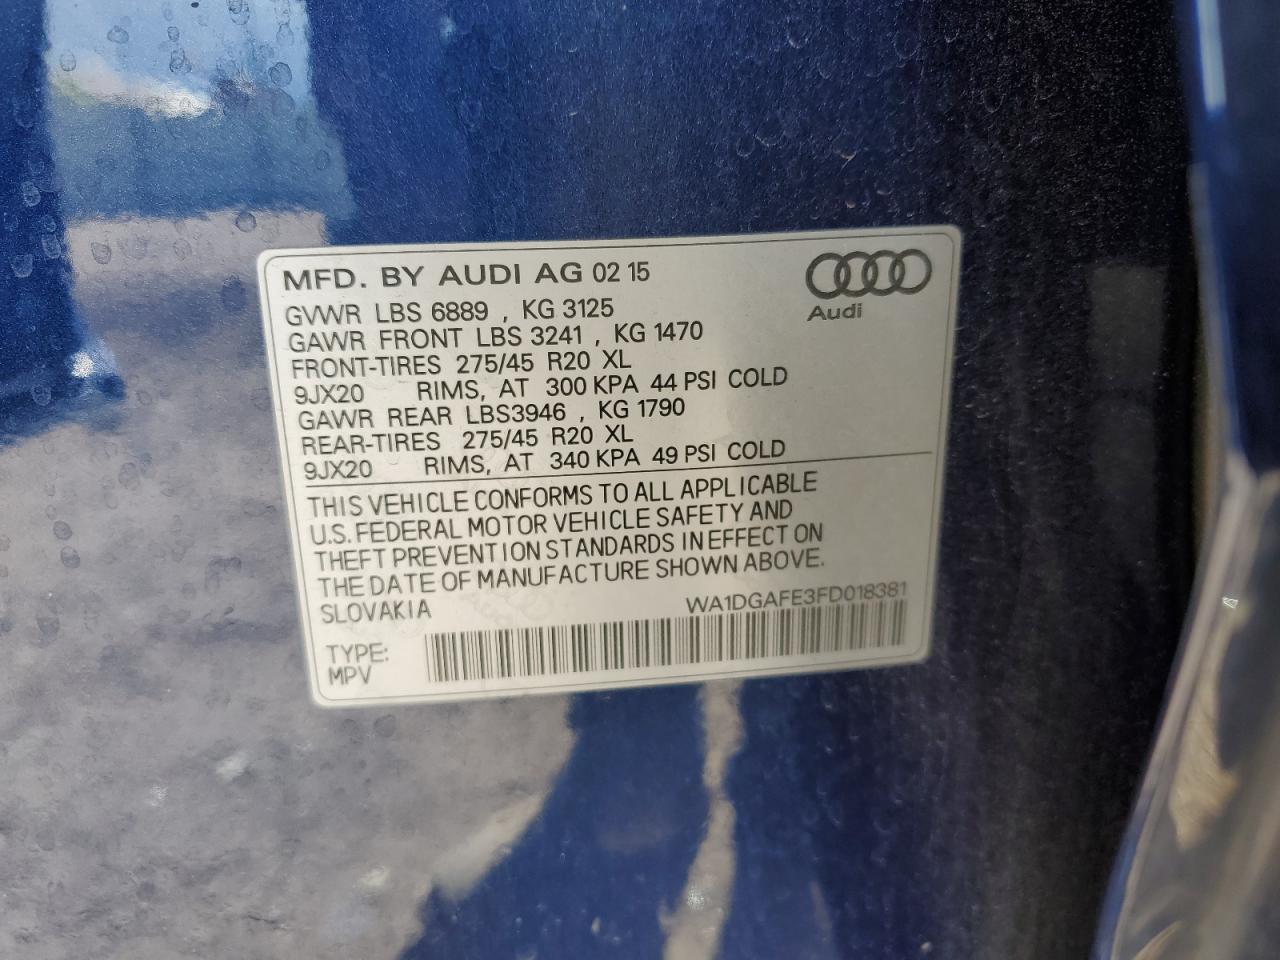 MFD. BY AUDI AG 02 15
Audi
GVWR LBS 6889 , KG 3125
GAWR FRONT LBS 3241 , KG 1470
FRONT-TIRES 275/45 R20 XL
9JX20 RIMS, AT 300 KPA 44 PSI COLD
GAWR REAR LBS3946 , KG 1790
REAR-TIRES 275/45 R20 XL
9JX20 RIMS, AT 340 KPA 49 PSI COLD
THIS VEHICLE CONFORMS TO ALL APPLICABLE
U.S. FEDERAL MOTOR VEHICLE SAFETY AND
THEFT PREVENTION STANDARDS IN EFFECT ON
THE DATE OF MANUFACTURE SHOWN ABOVE.
SLOVAKIA WA1DGAFE3FD018381
TYPE:
MPV